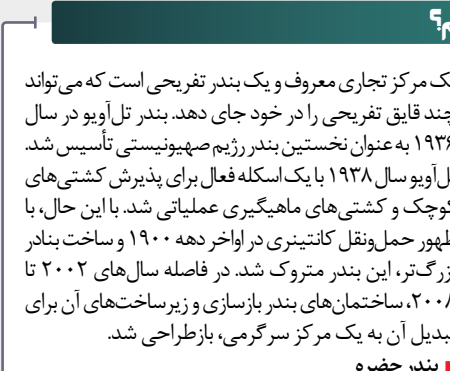 یک مرکز تجاری معروف و یک بندر تفریحی است که می‌تواند
چند قایق تفریحی را در خود جای دهد. بندر تل‌آویو در سال
۱۹۳۶ به عنوان نخستین بندر رژیم صهیونیستی تأسیس شد.
تل‌آویو سال ۱۹۳۸ با یک اسکله فعال برای پذیرش کشتی‌های
کوچک و کشتی‌های ماهیگیری عملیاتی شد. با این حال، با
ظهور حمل‌ونقل کانتینری در اواخر دهه ۱۹۰۰ و ساخت بنادر
بزرگ‌تر، این بندر متروک شد. در فاصله سال‌های ۲۰۰۲ تا
۲۰۰۸، ساختمان‌های بندر بازسازی و زیرساخت‌های آن برای
تبدیل آن به یک مرکز سرگرمی، بازطراحی شد.
بندر حضره